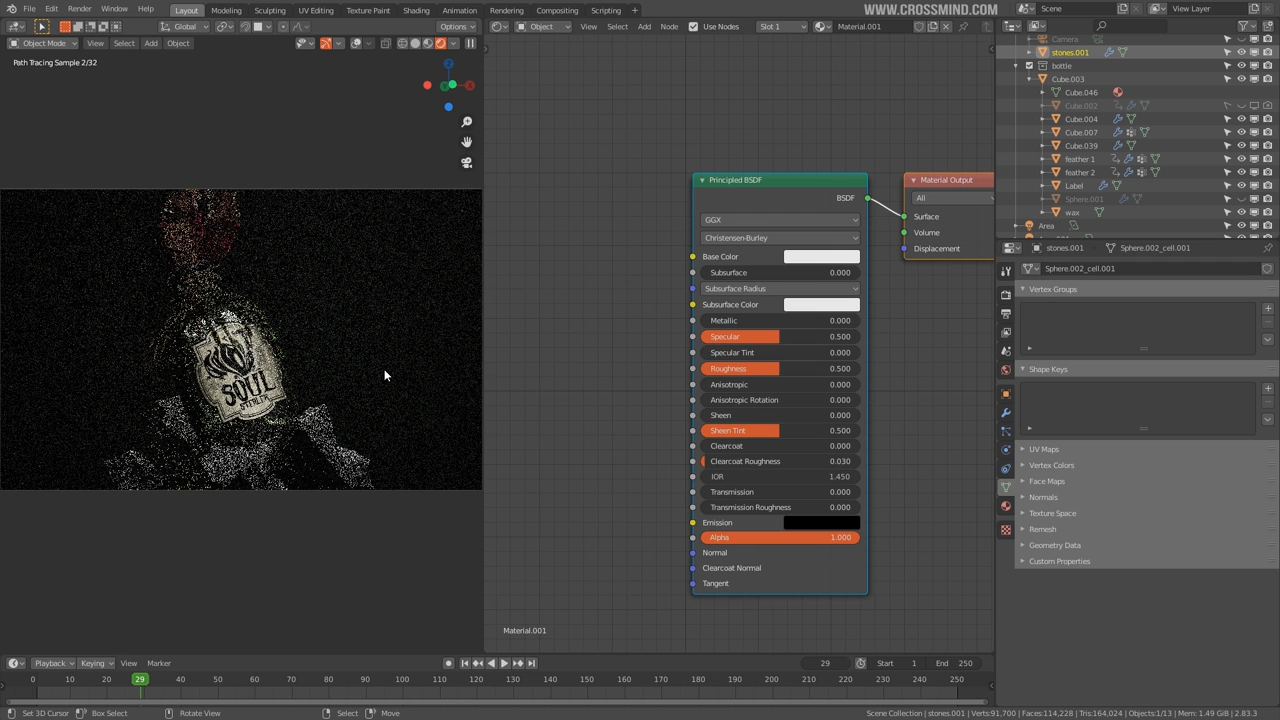 File Edit Render Window Help Layout Modeling Sculpting UV Editing Texture Paint Shading Animation Rendering Compositing Scripting + WWW.CROSSMIND.COM Scene View Layer
Global Options Object View Select Add Node Use Nodes Slot 1 Material.001
Object Mode View Select Add Object
Path Tracing Sample 2/32
SOUL
Principled BSDF
BSDF
GGX
Christensen-Burley
Base Color
Subsurface 0.000
Subsurface Radius
Subsurface Color
Metallic 0.000
Specular 0.500
Specular Tint 0.000
Roughness 0.500
Anisotropic 0.000
Anisotropic Rotation 0.000
Sheen 0.000
Sheen Tint 0.500
Clearcoat 0.000
Clearcoat Roughness 0.030
IOR 1.450
Transmission 0.000
Transmission Roughness 0.000
Emission
Alpha 1.000
Normal
Clearcoat Normal
Tangent
Material Output
All
Surface
Volume
Displacement
Material.001
Camera
stones.001
bottle
Cube.003
Cube.046
Cube.002
Cube.004
Cube.007
Cube.039
feather 1
feather 2
Label
Sphere.001
wax
Area
stones.001 Sphere.002_cell.001
Sphere.002_cell.001
Vertex Groups
Shape Keys
UV Maps
Vertex Colors
Face Maps
Normals
Texture Space
Remesh
Geometry Data
Custom Properties
Playback Keying View Marker 29 Start 1 End 250
0 10 20 29 40 50 60 70 80 90 100 110 120 130 140 150 160 170 180 190 200 210 220 230 240 250
Set 3D Cursor Box Select Rotate View Select Move Scene Collection | stones.001 | Verts:91,700 | Faces:114,228 | Tris:164,024 | Objects:1/13 | Mem: 1.49 GiB | 2.83.3